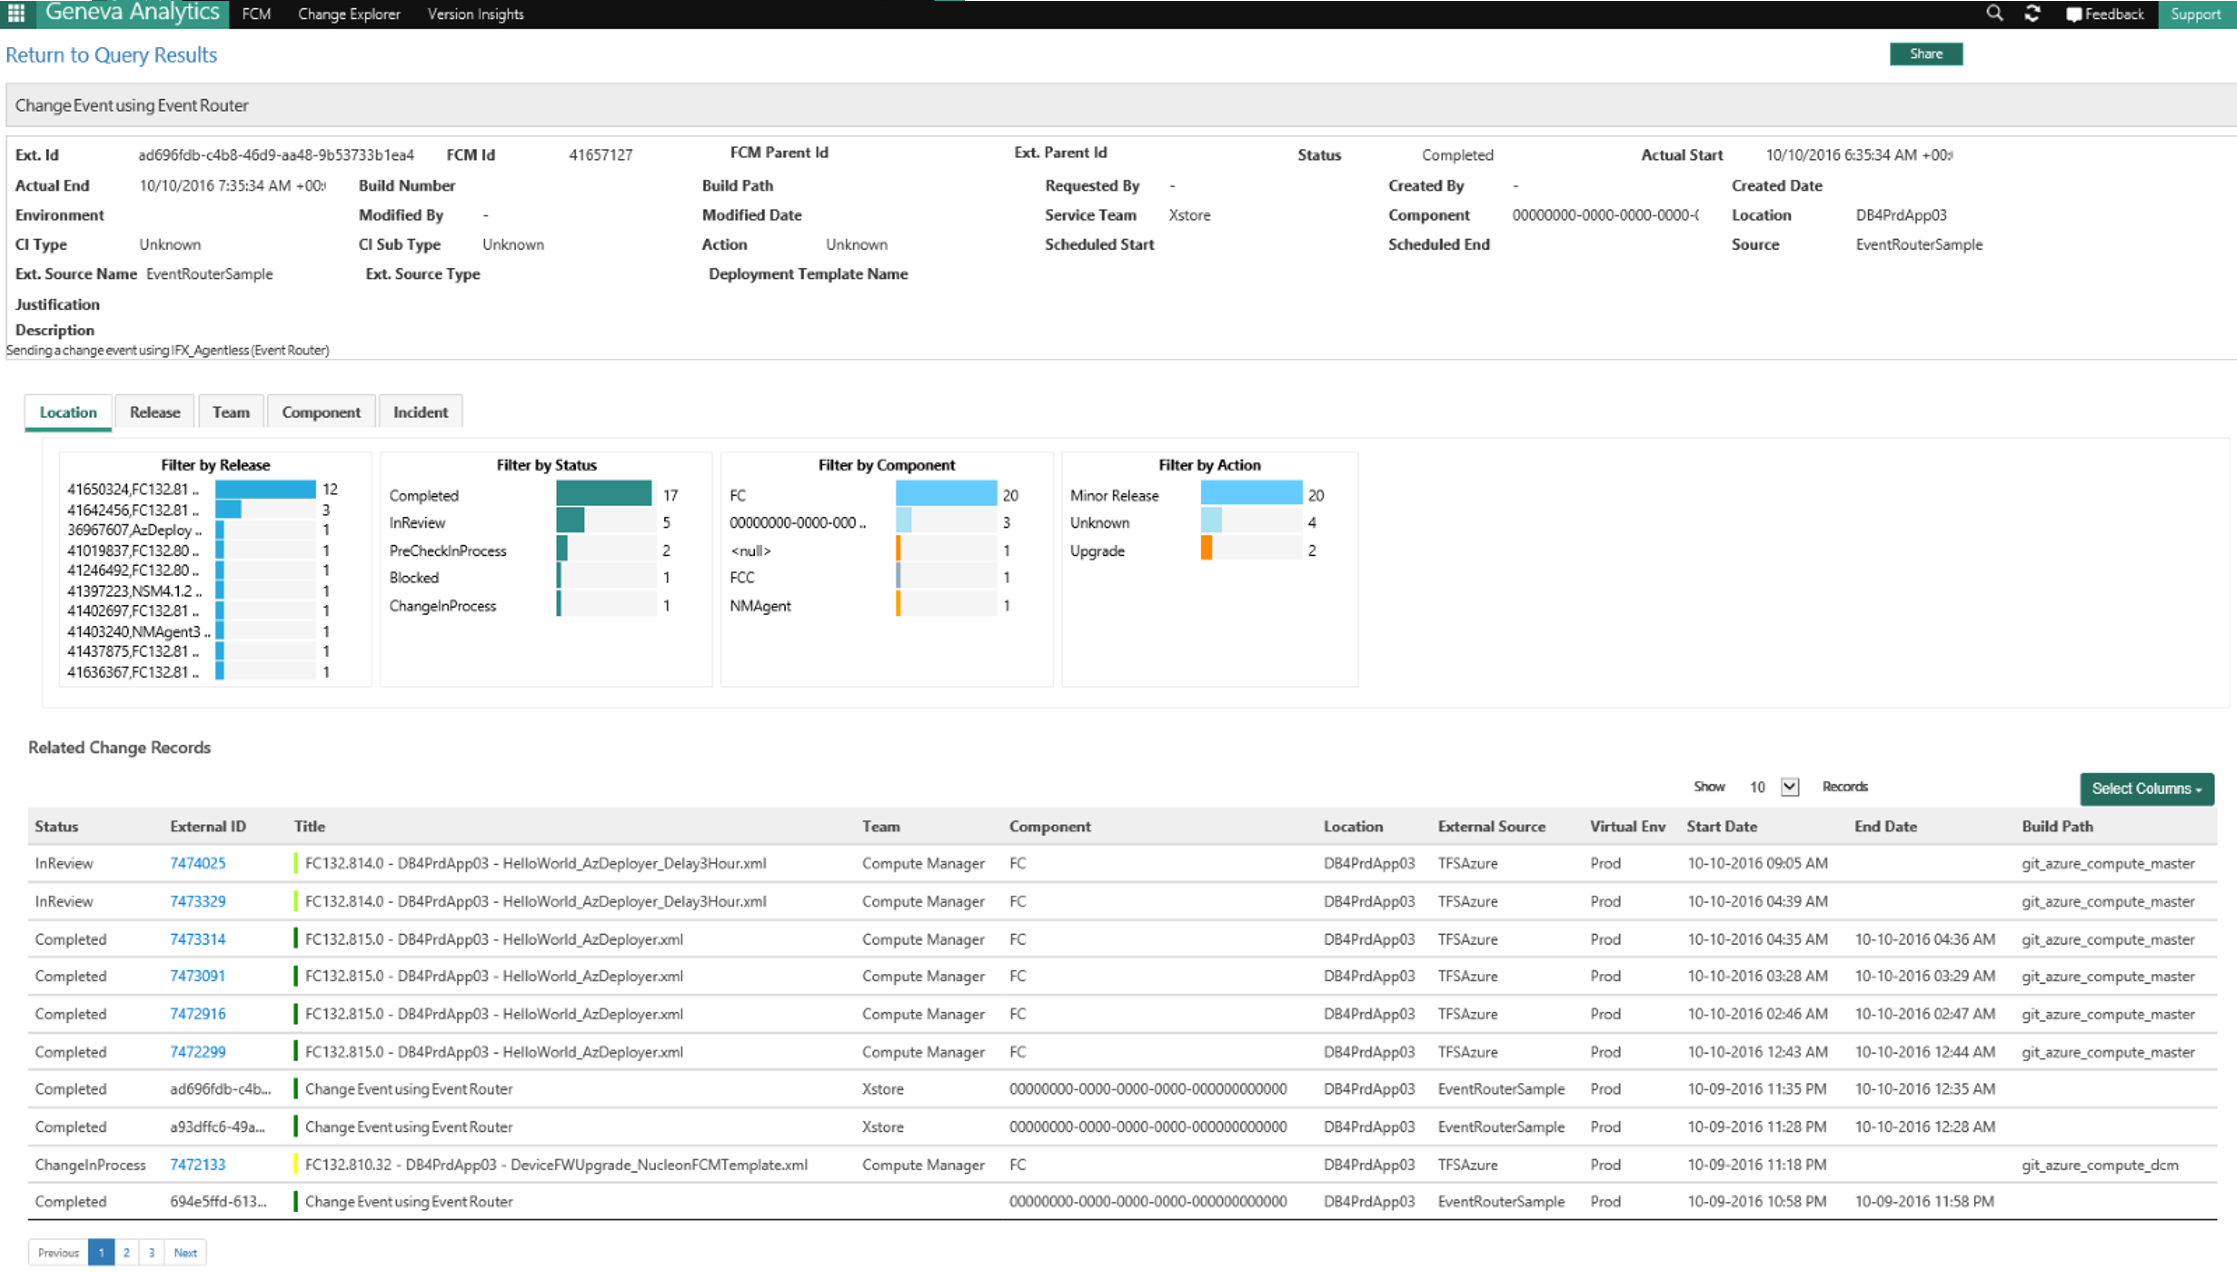 Geneva Analytics FCM Change Explorer Version Insights Feedback Support
Return to Query Results Share
Change Event using Event Router
Ext. Id ad696fdb-c4b8-46d9-aa48-9b53733b1ea4 FCM Id 41657127 FCM Parent Id Ext. Parent Id Status Completed Actual Start 10/10/2016 6:35:34 AM +00:
Actual End 10/10/2016 7:35:34 AM +00: Build Number Build Path Requested By - Created By - Created Date
Environment Modified By - Modified Date Service Team Xstore Component 00000000-0000-0000-0000-( Location DB4PrdApp03
CI Type Unknown CI Sub Type Unknown Action Unknown Scheduled Start Scheduled End Source EventRouterSample
Ext. Source Name EventRouterSample Ext. Source Type Deployment Template Name
Justification
Description
Sending a change event using IFX_Agentless (Event Router)
Location Release Team Component Incident
Filter by Release
41650324,FC132.81 .. 12
41642456,FC132.81 .. 3
36967607,AzDeploy .. 1
41019837,FC132.80 .. 1
41246492,FC132.80 .. 1
41397223,NSM4.1.2 .. 1
41402697,FC132.81 .. 1
41403240,NMAgent3 .. 1
41437875,FC132.81 .. 1
41636367,FC132.81 .. 1
Filter by Status
Completed 17
InReview 5
PreCheckInProcess 2
Blocked 1
ChangeInProcess 1
Filter by Component
FC 20
00000000-0000-000 .. 3
<null> 1
FCC 1
NMAgent 1
Filter by Action
Minor Release 20
Unknown 4
Upgrade 2
Related Change Records
Show 10 Records Select Columns
Status External ID Title Team Component Location External Source Virtual Env Start Date End Date Build Path
InReview 7474025 FC132.814.0 - DB4PrdApp03 - HelloWorld_AzDeployer_Delay3Hour.xml Compute Manager FC DB4PrdApp03 TFSAzure Prod 10-10-2016 09:05 AM git_azure_compute_master
InReview 7473329 FC132.814.0 - DB4PrdApp03 - HelloWorld_AzDeployer_Delay3Hour.xml Compute Manager FC DB4PrdApp03 TFSAzure Prod 10-10-2016 04:39 AM git_azure_compute_master
Completed 7473314 FC132.815.0 - DB4PrdApp03 - HelloWorld_AzDeployer.xml Compute Manager FC DB4PrdApp03 TFSAzure Prod 10-10-2016 04:35 AM 10-10-2016 04:36 AM git_azure_compute_master
Completed 7473091 FC132.815.0 - DB4PrdApp03 - HelloWorld_AzDeployer.xml Compute Manager FC DB4PrdApp03 TFSAzure Prod 10-10-2016 03:28 AM 10-10-2016 03:29 AM git_azure_compute_master
Completed 7472916 FC132.815.0 - DB4PrdApp03 - HelloWorld_AzDeployer.xml Compute Manager FC DB4PrdApp03 TFSAzure Prod 10-10-2016 02:46 AM 10-10-2016 02:47 AM git_azure_compute_master
Completed 7472299 FC132.815.0 - DB4PrdApp03 - HelloWorld_AzDeployer.xml Compute Manager FC DB4PrdApp03 TFSAzure Prod 10-10-2016 12:43 AM 10-10-2016 12:44 AM git_azure_compute_master
Completed ad696fdb-c4b... Change Event using Event Router Xstore 00000000-0000-0000-0000-000000000000 DB4PrdApp03 EventRouterSample Prod 10-09-2016 11:35 PM 10-10-2016 12:35 AM
Completed a93dffc6-49a... Change Event using Event Router Xstore 00000000-0000-0000-0000-000000000000 DB4PrdApp03 EventRouterSample Prod 10-09-2016 11:28 PM 10-10-2016 12:28 AM
ChangeInProcess 7472133 FC132.810.32 - DB4PrdApp03 - DeviceFWUpgrade_NucleonFCMTemplate.xml Compute Manager FC DB4PrdApp03 TFSAzure Prod 10-09-2016 11:18 PM git_azure_compute_dcm
Completed 694e5ffd-613... Change Event using Event Router 00000000-0000-0000-0000-000000000000 DB4PrdApp03 EventRouterSample Prod 10-09-2016 10:58 PM 10-09-2016 11:58 PM
Previous 1 2 3 Next